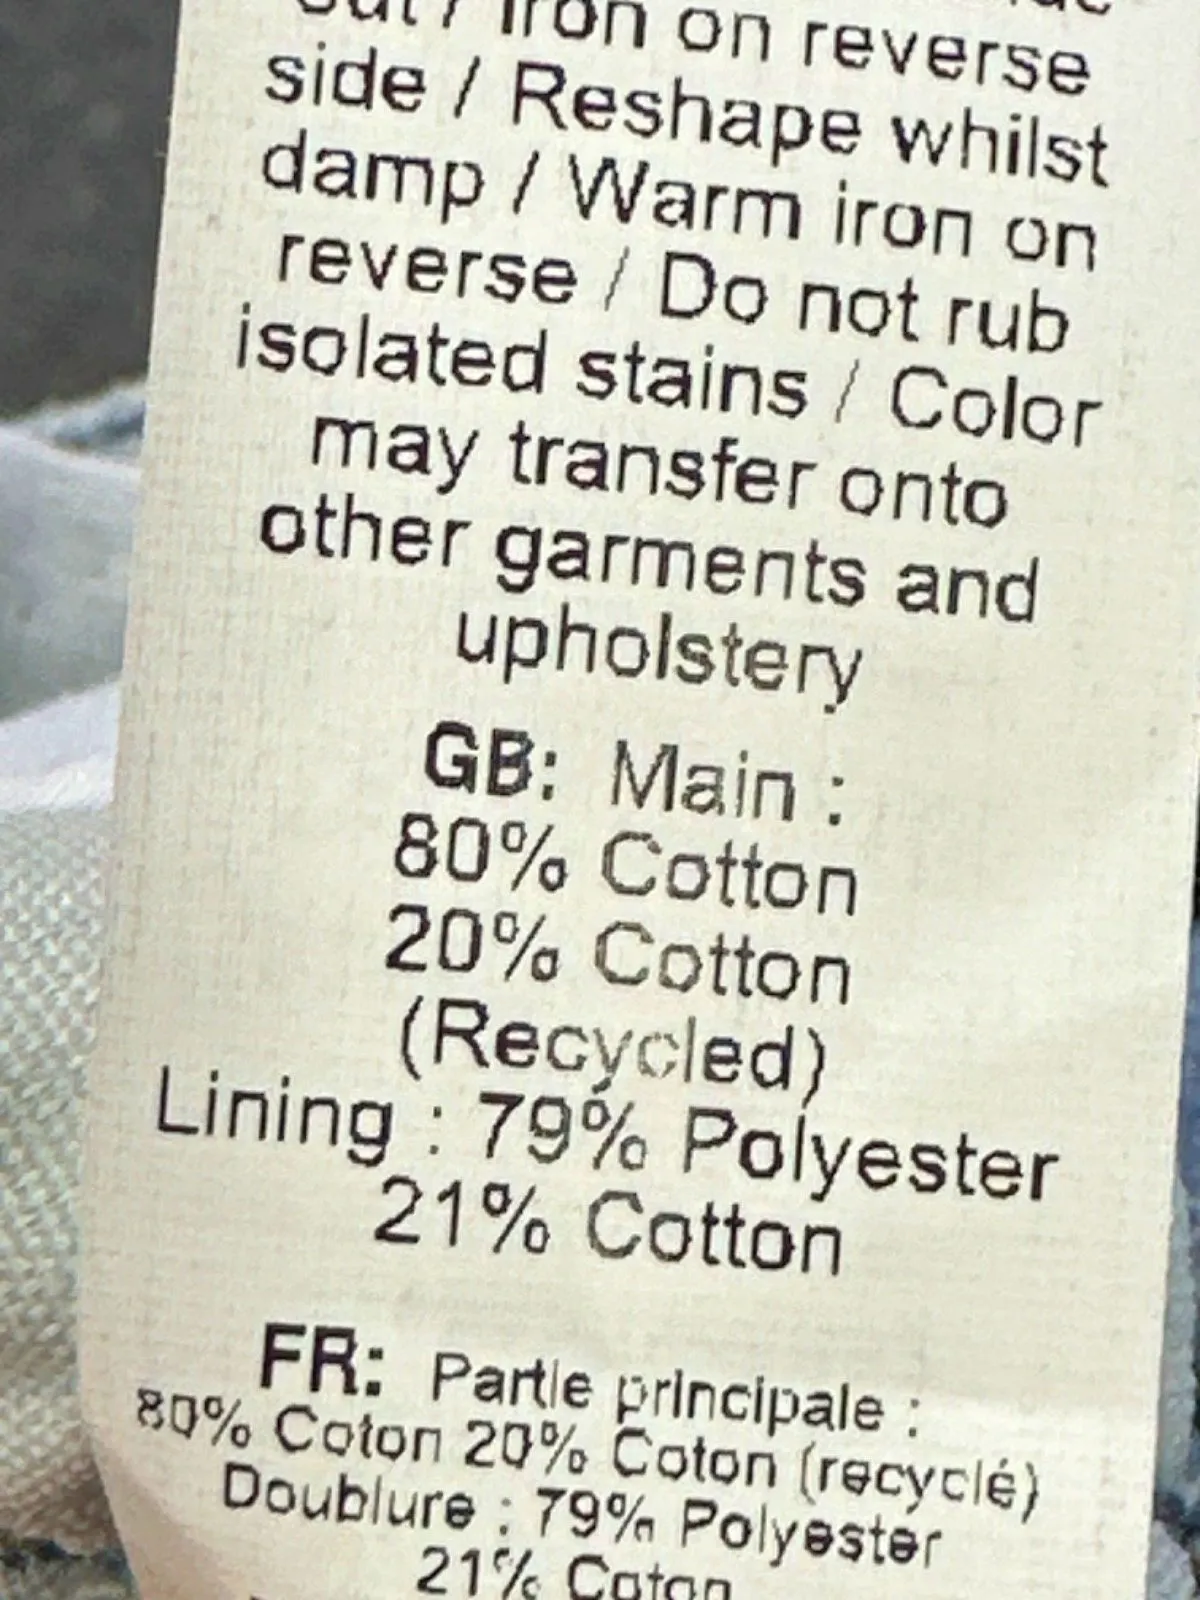 / Iron on reverse
side / Reshape whilst
damp / Warm iron on
reverse / Do not rub
isolated stains / Color
may transfer onto
other garments and
upholstery
GB: Main :
80% Cotton
20% Cotton
(Recycled)
Lining : 79% Polyester
21% Cotton
FR: Partie principale :
80% Coton 20% Coton (recyclé)
Doublure : 79% Polyester
21% Coton